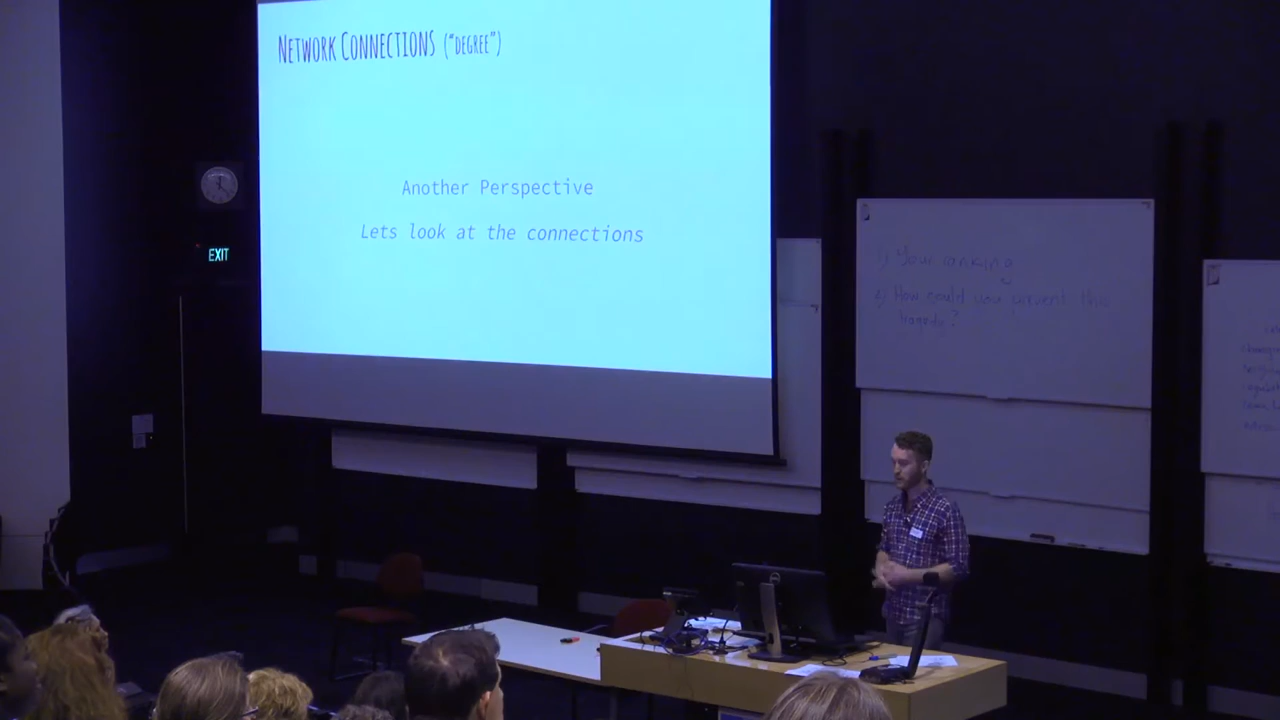 NETWORK CONNECTIONS ("DEGREE")
Another Perspective
Lets look at the connections
EXIT
1) Your ranking
2) How could you prevent this
tragedy?